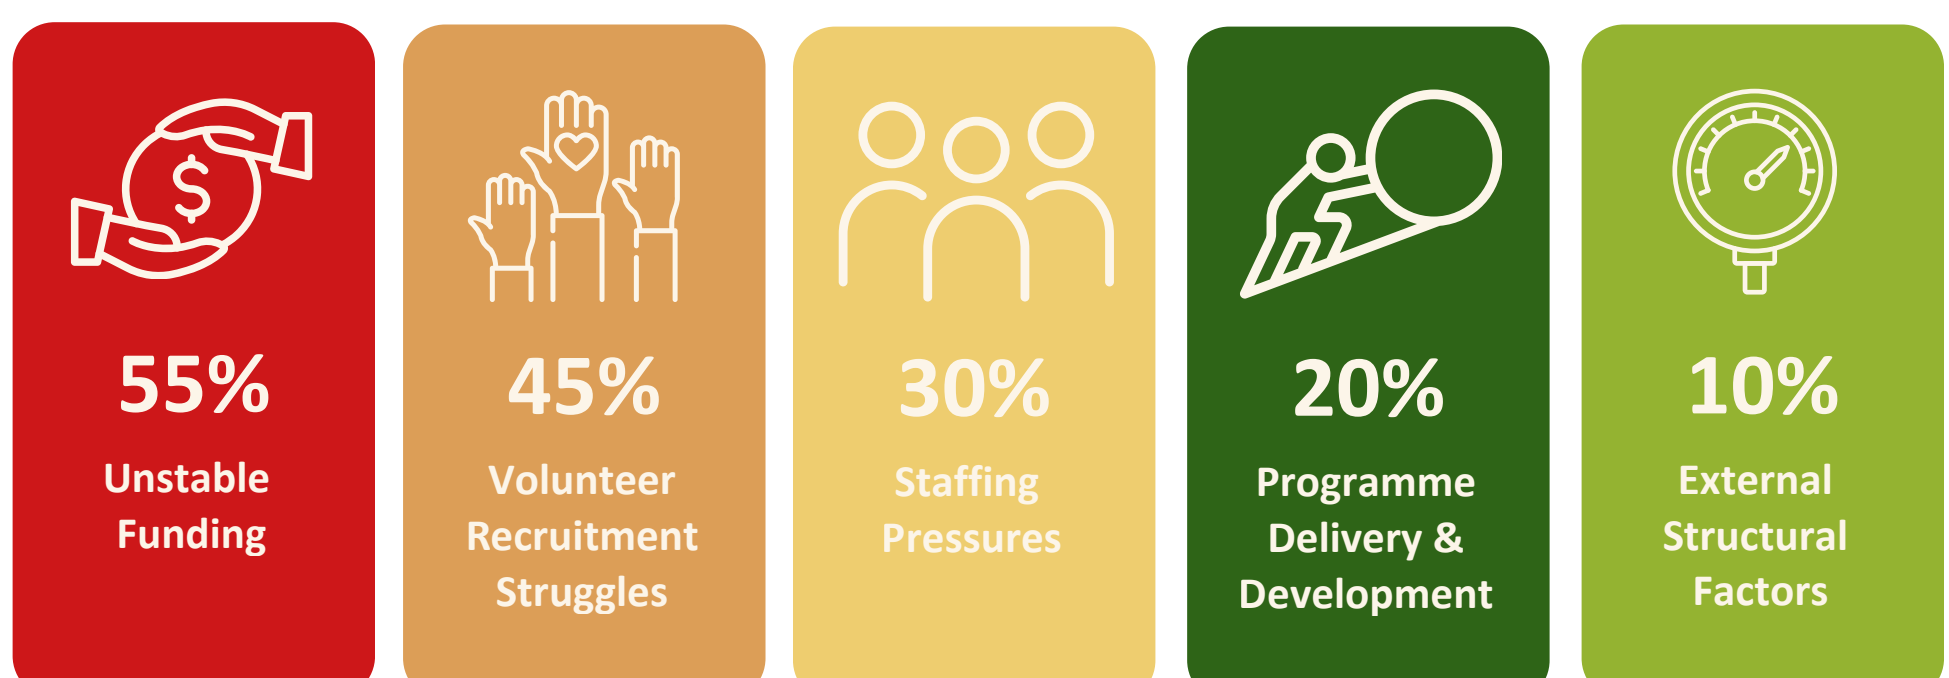 $
55%
Unstable
Funding
45%
Volunteer
Recruitment
Struggles
30%
Staffing
Pressures
20%
Programme
Delivery &
Development
10%
External
Structural
Factors